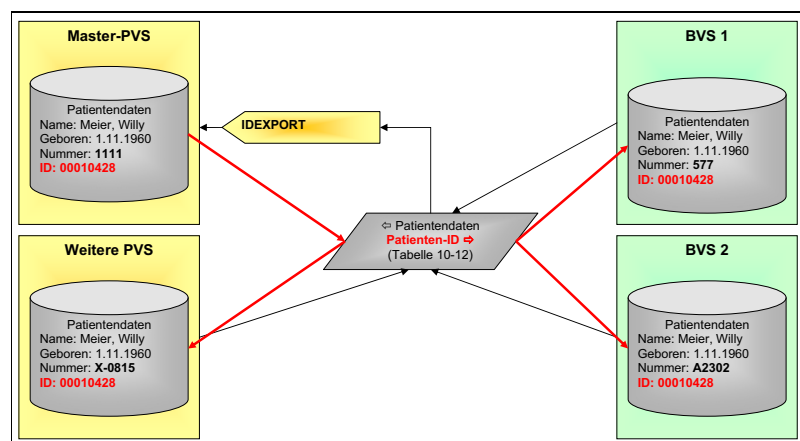 Master-PVS
Patientendaten
Name: Meier, Willy
Geboren: 1.11.1960
Nummer: 1111
ID: 00010428
IDEXPORT
BVS 1
Patientendaten
Name: Meier, Willy
Geboren: 1.11.1960
Nummer: 577
ID: 00010428
⇦ Patientendaten
Patienten-ID ⇨
(Tabelle 10-12)
Weitere PVS
Patientendaten
Name: Meier, Willy
Geboren: 1.11.1960
Nummer: X-0815
ID: 00010428
BVS 2
Patientendaten
Name: Meier, Willy
Geboren: 1.11.1960
Nummer: A2302
ID: 00010428